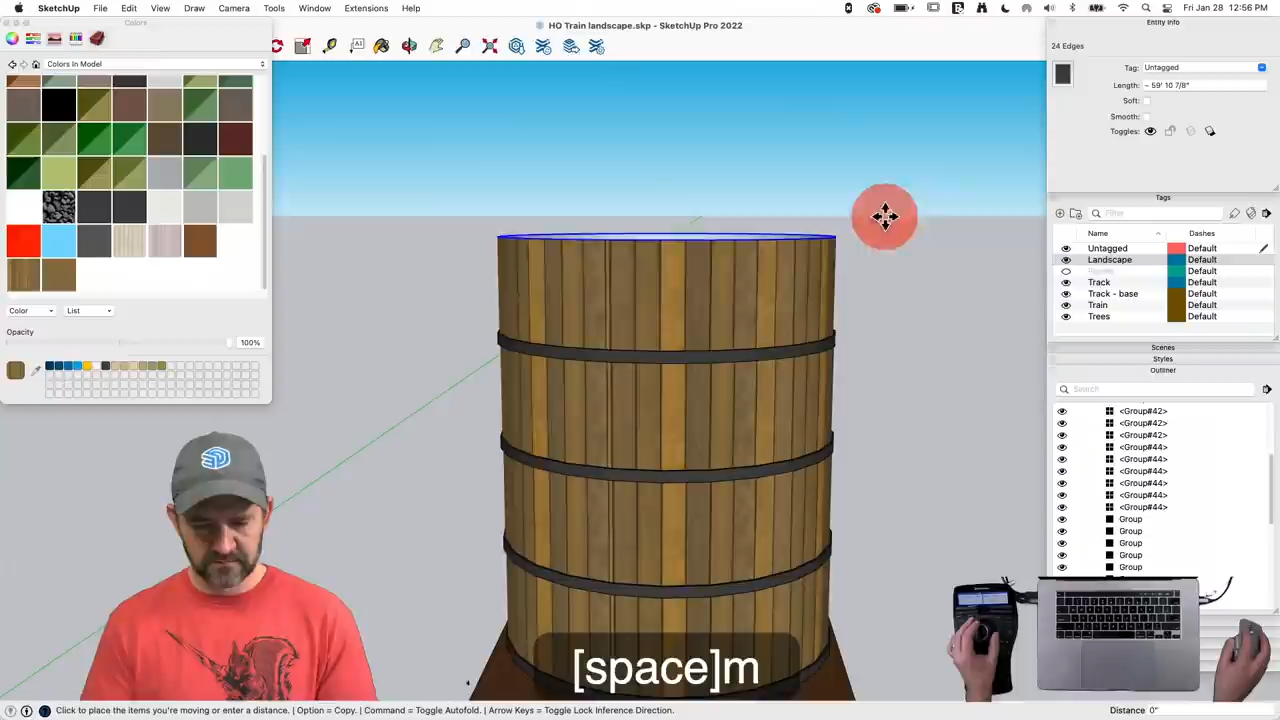 SketchUp File Edit View Draw Camera Tools Window Extensions Help
Fri Jan 28 12:56 PM
Colors
HO Train landscape.skp - SketchUp Pro 2022
Entity Info
Colors In Model
24 Edges
Tag: Untagged
Length: ~ 59' 10 7/8"
Soft:
Smooth:
Toggles:
Tags
Filter
Name Dashes
Untagged Default
Landscape Default
Default
Track Default
Track - base Default
Train Default
Trees Default
Color List
Opacity
100%
Scenes
Styles
Outliner
Search
<Group#42>
<Group#42>
<Group#42>
<Group#44>
<Group#44>
<Group#44>
<Group#44>
<Group#44>
<Group#44>
Group
Group
Group
Group
Group
[space]m
Click to place the items you're moving or enter a distance. | Option = Copy. | Command = Toggle Autofold. | Arrow Keys = Toggle Lock Inference Direction.
Distance 0"